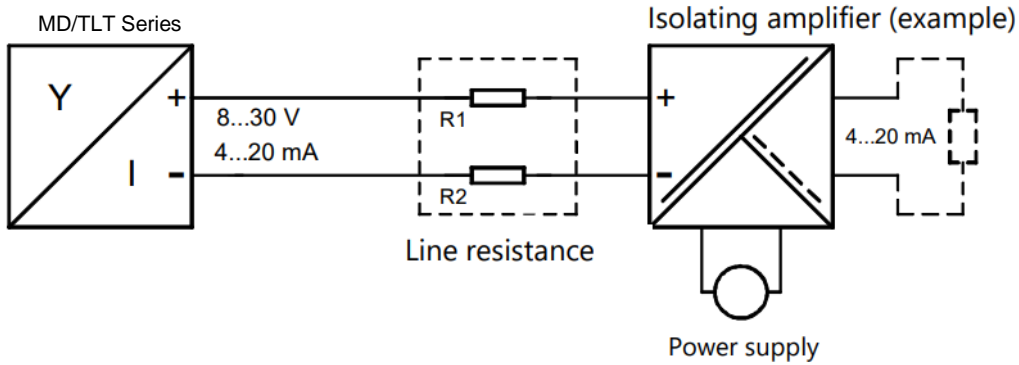 MD/TLT Series
Isolating amplifier (example)
Y
I
+
-
8...30 V
4...20 mA
R1
R2
Line resistance
+
-
4...20 mA
Power supply